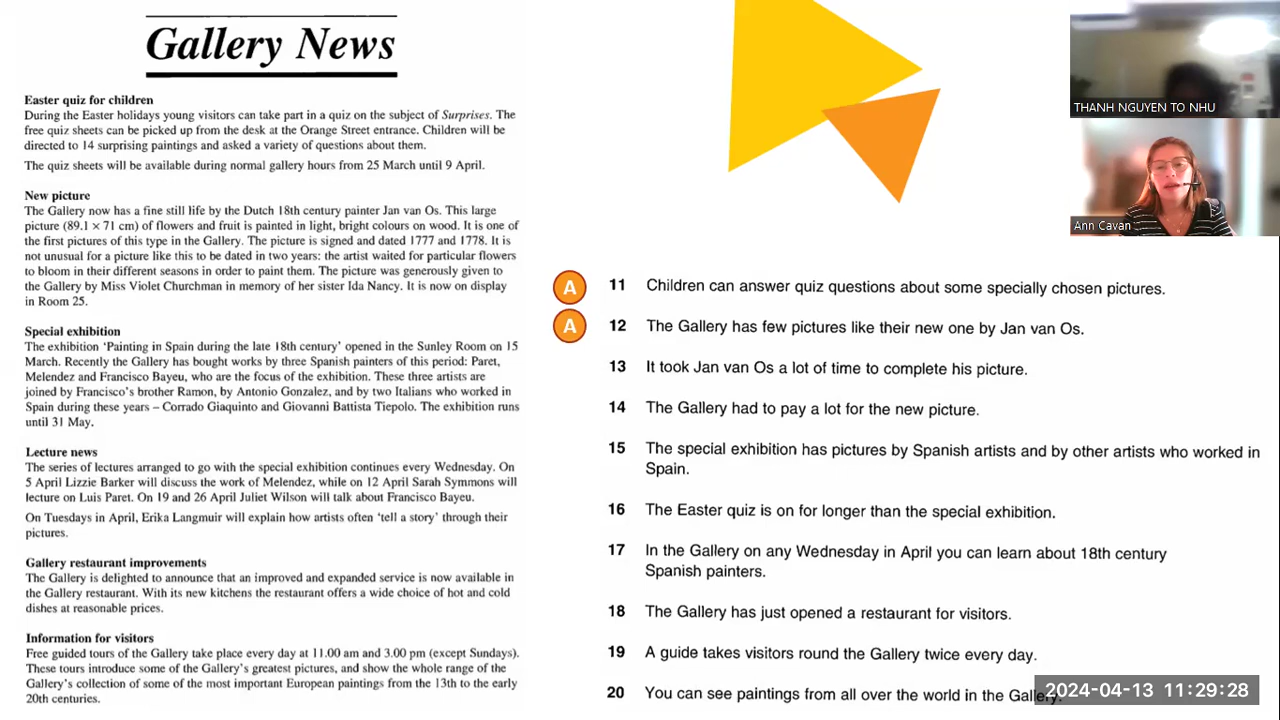 Gallery News
Easter quiz for children
During the Easter holidays young visitors can take part in a quiz on the subject of Surprises. The
free quiz sheets can be picked up from the desk at the Orange Street entrance. Children will be
directed to 14 surprising paintings and asked a variety of questions about them.
The quiz sheets will be available during normal gallery hours from 25 March until 9 April.
New picture
The Gallery now has a fine still life by the Dutch 18th century painter Jan van Os. This large
picture (89.1 × 71 cm) of flowers and fruit is painted in light, bright colours on wood. It is one of
the first pictures of this type in the Gallery. The picture is signed and dated 1777 and 1778. It is
not unusual for a picture like this to be dated in two years: the artist waited for particular flowers
to bloom in their different seasons in order to paint them. The picture was generously given to
the Gallery by Miss Violet Churchman in memory of her sister Ida Nancy. It is now on display
in Room 25.
Special exhibition
The exhibition ‘Painting in Spain during the late 18th century’ opened in the Sunley Room on 15
March. Recently the Gallery has bought works by three Spanish painters of this period: Paret,
Melendez and Francisco Bayeu, who are the focus of the exhibition. These three artists are
joined by Francisco’s brother Ramon, by Antonio Gonzalez, and by two Italians who worked in
Spain during these years – Corrado Giaquinto and Giovanni Battista Tiepolo. The exhibition runs
until 31 May.
Lecture news
The series of lectures arranged to go with the special exhibition continues every Wednesday. On
5 April Lizzie Barker will discuss the work of Melendez, while on 12 April Sarah Symmons will
lecture on Luis Paret. On 19 and 26 April Juliet Wilson will talk about Francisco Bayeu.
On Tuesdays in April, Erika Langmuir will explain how artists often ‘tell a story’ through their
pictures.
Gallery restaurant improvements
The Gallery is delighted to announce that an improved and expanded service is now available in
the Gallery restaurant. With its new kitchens the restaurant offers a wide choice of hot and cold
dishes at reasonable prices.
Information for visitors
Free guided tours of the Gallery take place every day at 11.00 am and 3.00 pm (except Sundays).
These tours introduce some of the Gallery’s greatest pictures, and show the whole range of the
Gallery’s collection of some of the most important European paintings from the 13th to the early
20th centuries.
A 11 Children can answer quiz questions about some specially chosen pictures.
A 12 The Gallery has few pictures like their new one by Jan van Os.
13 It took Jan van Os a lot of time to complete his picture.
14 The Gallery had to pay a lot for the new picture.
15 The special exhibition has pictures by Spanish artists and by other artists who worked in
Spain.
16 The Easter quiz is on for longer than the special exhibition.
17 In the Gallery on any Wednesday in April you can learn about 18th century
Spanish painters.
18 The Gallery has just opened a restaurant for visitors.
19 A guide takes visitors round the Gallery twice every day.
20 You can see paintings from all over the world in the Gallery.
THANH NGUYEN TO NHU
Ann Cavan
2024-04-13 11:29:28